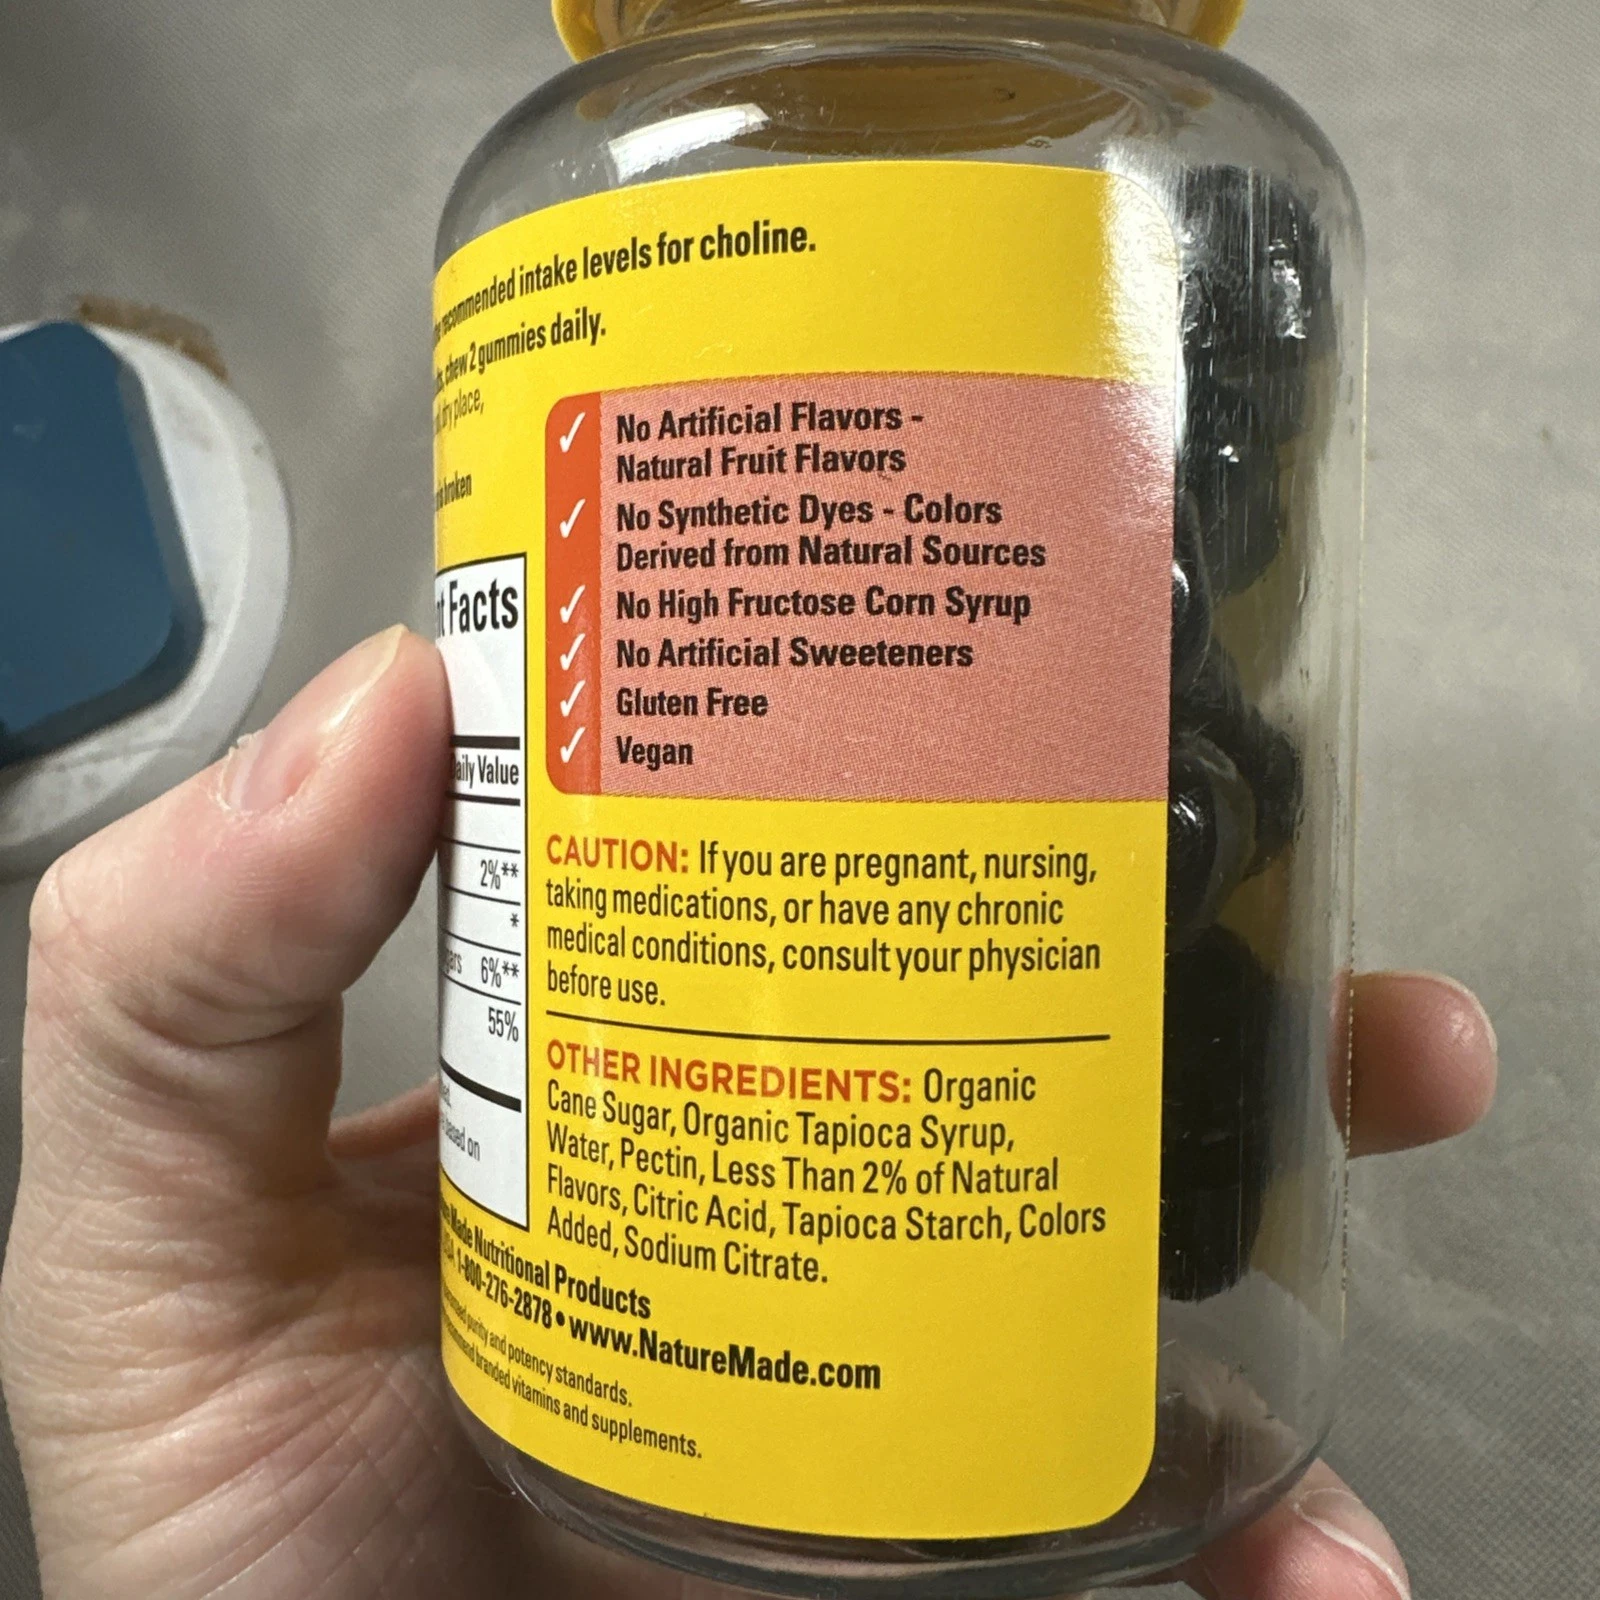 recommended intake levels for choline.
chew 2 gummies daily.
dry place,
broken
Facts
✓ No Artificial Flavors -
Natural Fruit Flavors
✓ No Synthetic Dyes - Colors
Derived from Natural Sources
✓ No High Fructose Corn Syrup
✓ No Artificial Sweeteners
✓ Gluten Free
✓ Vegan
Daily Value
2%**
*
6%**
55%
based on
CAUTION: If you are pregnant, nursing,
taking medications, or have any chronic
medical conditions, consult your physician
before use.
OTHER INGREDIENTS: Organic
Cane Sugar, Organic Tapioca Syrup,
Water, Pectin, Less Than 2% of Natural
Flavors, Citric Acid, Tapioca Starch, Colors
Added, Sodium Citrate.
Made Nutritional Products
1-800-276-2878 • www.NatureMade.com
purity and potency standards.
branded vitamins and supplements.